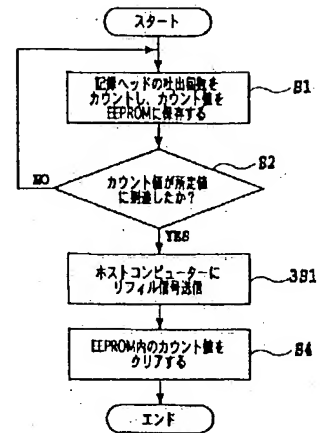 スタート
記録ヘッドの吐出回数を
カウントし、カウント値を
EEPROMに保存する
S1
S2
カウント値が所定値
に到達したか?
NO
YES
ホストコンピューターに
リフィル信号送信
3S1
EEPROM内のカウント値を
クリアする
S4
エンド